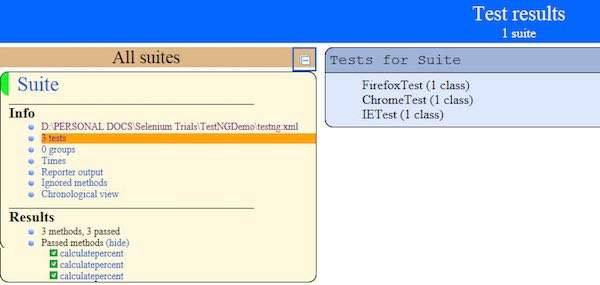 Test results
1 suite
All suites
Suite
Info
D:\PERSONAL DOCS\Selenium Trials\TestNGDemo\testng.xml
3 tests
0 groups
Times
Reporter output
Ignored methods
Chronological view
Results
3 methods, 3 passed
Passed methods (hide)
calculatepercent
calculatepercent
calculatepercent
Tests for Suite
FirefoxTest (1 class)
ChromeTest (1 class)
IETest (1 class)